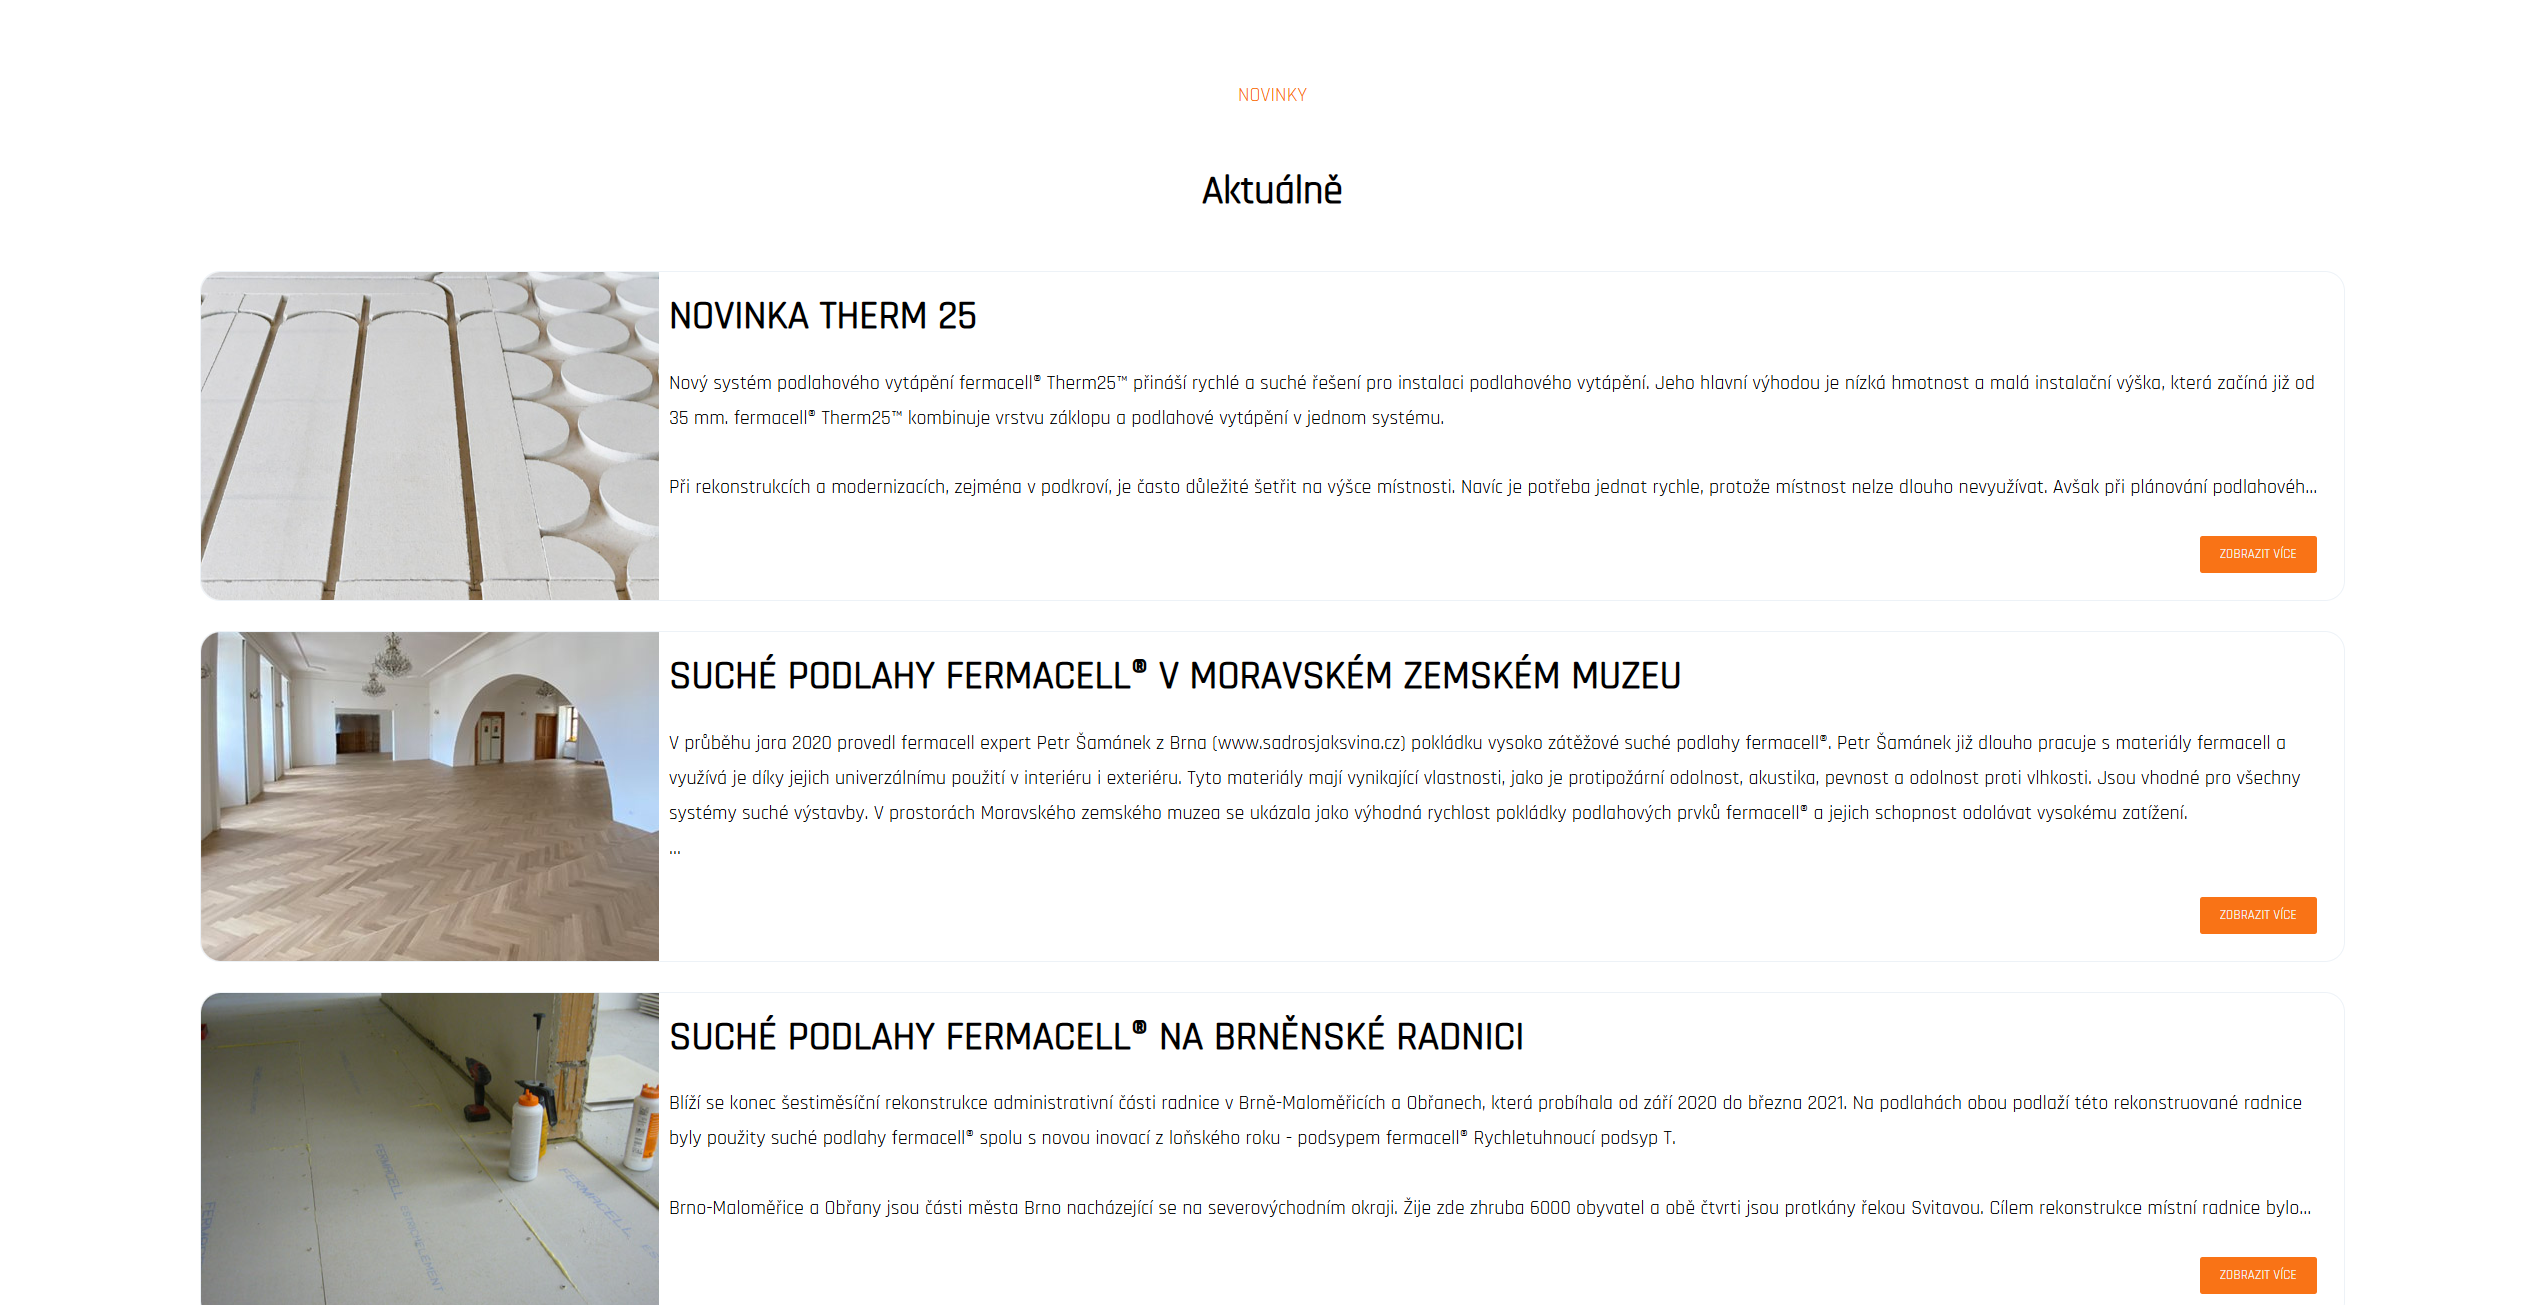 NOVINKY
Aktuálně
NOVINKA THERM 25
Nový systém podlahového vytápění fermacell® Therm25™ přináší rychlé a suché řešení pro instalaci podlahového vytápění. Jeho hlavní výhodou je nízká hmotnost a malá instalační výška, která začíná již od
35 mm. fermacell® Therm25™ kombinuje vrstvu záklopu a podlahové vytápění v jednom systému.
Při rekonstrukcích a modernizacích, zejména v podkroví, je často důležité šetřit na výšce místnosti. Navíc je potřeba jednat rychle, protože místnost nelze dlouho nevyužívat. Avšak při plánování podlahovéh...
ZOBRAZIT VÍCE
SUCHÉ PODLAHY FERMACELL® V MORAVSKÉM ZEMSKÉM MUZEU
V průběhu jara 2020 provedl fermacell expert Petr Šamánek z Brna (www.sadrosjaksvina.cz) pokládku vysoko zátěžové suché podlahy fermacell®. Petr Šamánek již dlouho pracuje s materiály fermacell a
využívá je díky jejich univerzálnímu použití v interiéru i exteriéru. Tyto materiály mají vynikající vlastnosti, jako je protipožární odolnost, akustika, pevnost a odolnost proti vlhkosti. Jsou vhodné pro všechny
systémy suché výstavby. V prostorách Moravského zemského muzea se ukázala jako výhodná rychlost pokládky podlahových prvků fermacell® a jejich schopnost odolávat vysokému zatížení.
...
ZOBRAZIT VÍCE
SUCHÉ PODLAHY FERMACELL® NA BRNĚNSKÉ RADNICI
Blíží se konec šestiměsíční rekonstrukce administrativní části radnice v Brně-Maloměřicích a Obřanech, která probíhala od září 2020 do března 2021. Na podlahách obou podlaží této rekonstruované radnice
byly použity suché podlahy fermacell® spolu s novou inovací z loňského roku - podsypem fermacell® Rychletuhnoucí podsyp T.
Brno-Maloměřice a Obřany jsou části města Brno nacházející se na severovýchodním okraji. Žije zde zhruba 6000 obyvatel a obě čtvrti jsou protkány řekou Svitavou. Cílem rekonstrukce místní radnice bylo...
ZOBRAZIT VÍCE
FERMACELL
ESTRICHELEMENT
FERMACELL